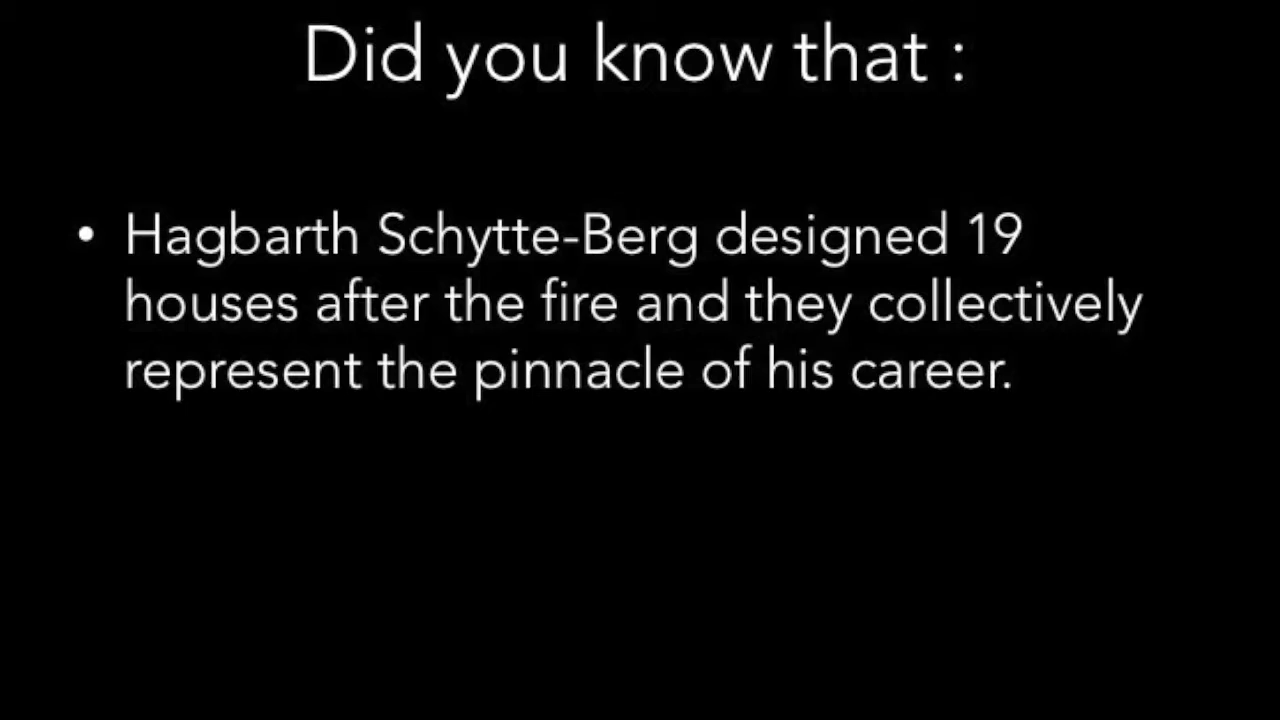 Did you know that :
• Hagbarth Schytte-Berg designed 19
houses after the fire and they collectively
represent the pinnacle of his career.